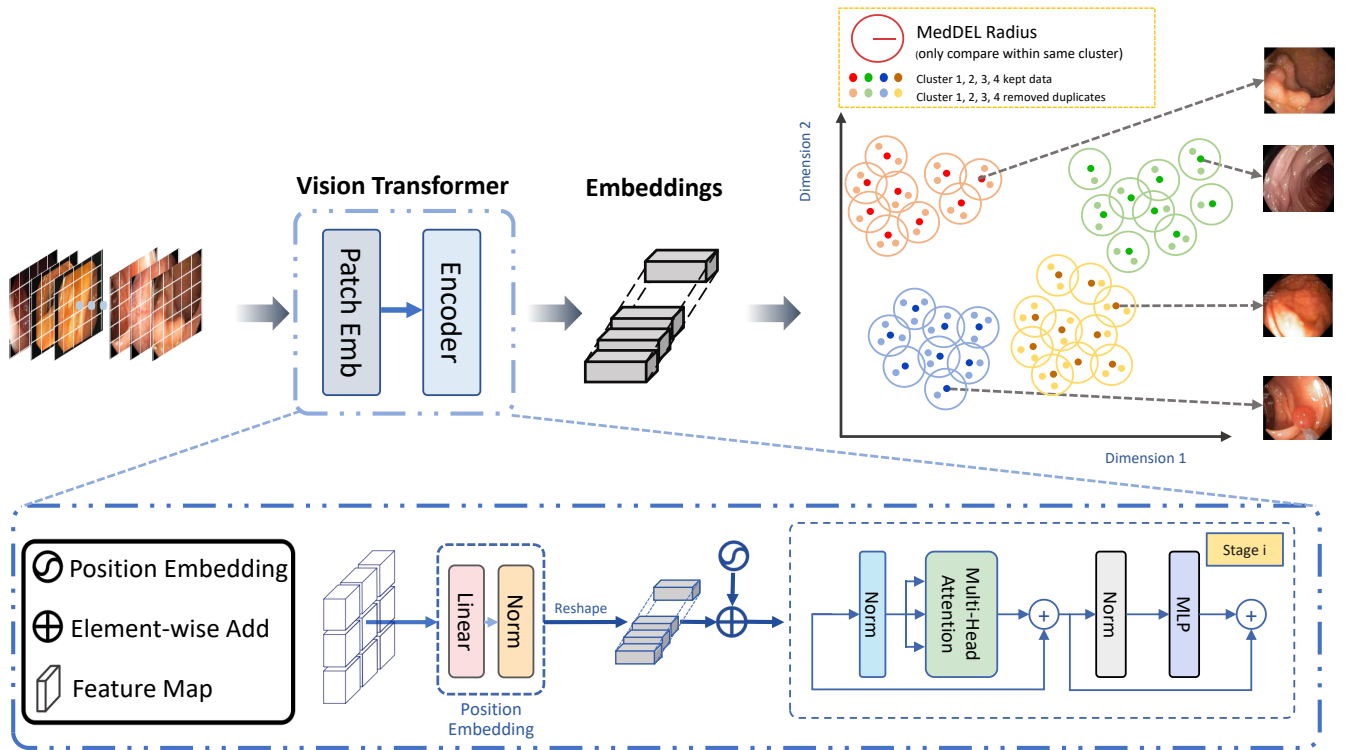 MedDEL Radius
(only compare within same cluster)
Cluster 1, 2, 3, 4 kept data
Cluster 1, 2, 3, 4 removed duplicates
Vision Transformer
Embeddings
Patch Emb
Encoder
Dimension 2
Dimension 1
Position Embedding
Element-wise Add
Feature Map
Linear
Norm
Position
Embedding
Reshape
Stage i
Norm
Multi-Head
Attention
Norm
MLP